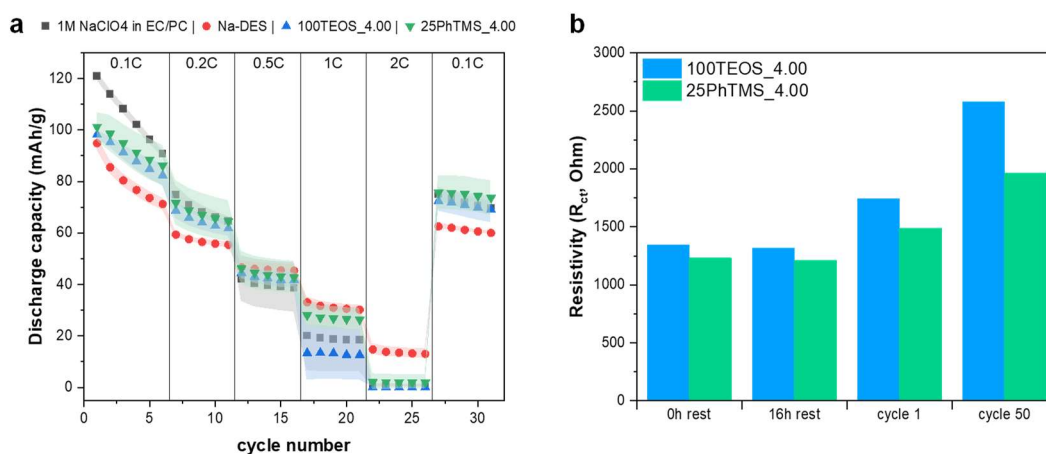 a
1M NaClO4 in EC/PC | Na-DES | 100TEOS_4.00 | 25PhTMS_4.00
0.1C 0.2C 0.5C 1C 2C 0.1C
120
100
80
60
40
20
0
0 5 10 15 20 25 30
Discharge capacity (mAh/g)
cycle number
b
100TEOS_4.00
25PhTMS_4.00
3000
2500
2000
1500
1000
500
0
0h rest 16h rest cycle 1 cycle 50
Resistivity (Rct, Ohm)